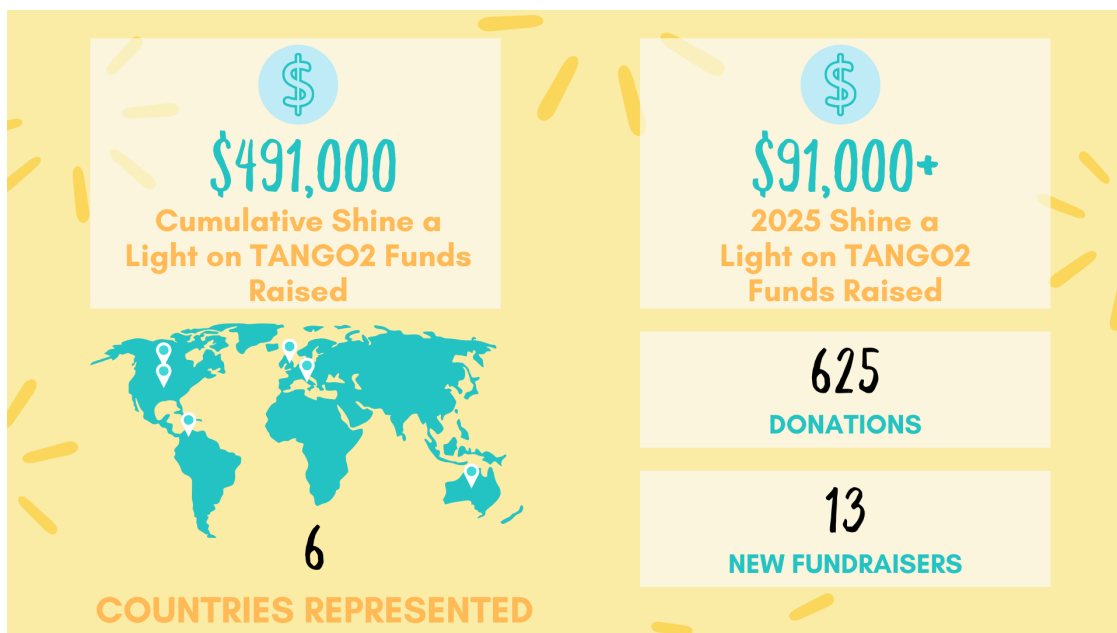 $
$491,000
Cumulative Shine a
Light on TANGO2 Funds
Raised
6
COUNTRIES REPRESENTED
$
$91,000+
2025 Shine a
Light on TANGO2
Funds Raised
625
DONATIONS
13
NEW FUNDRAISERS